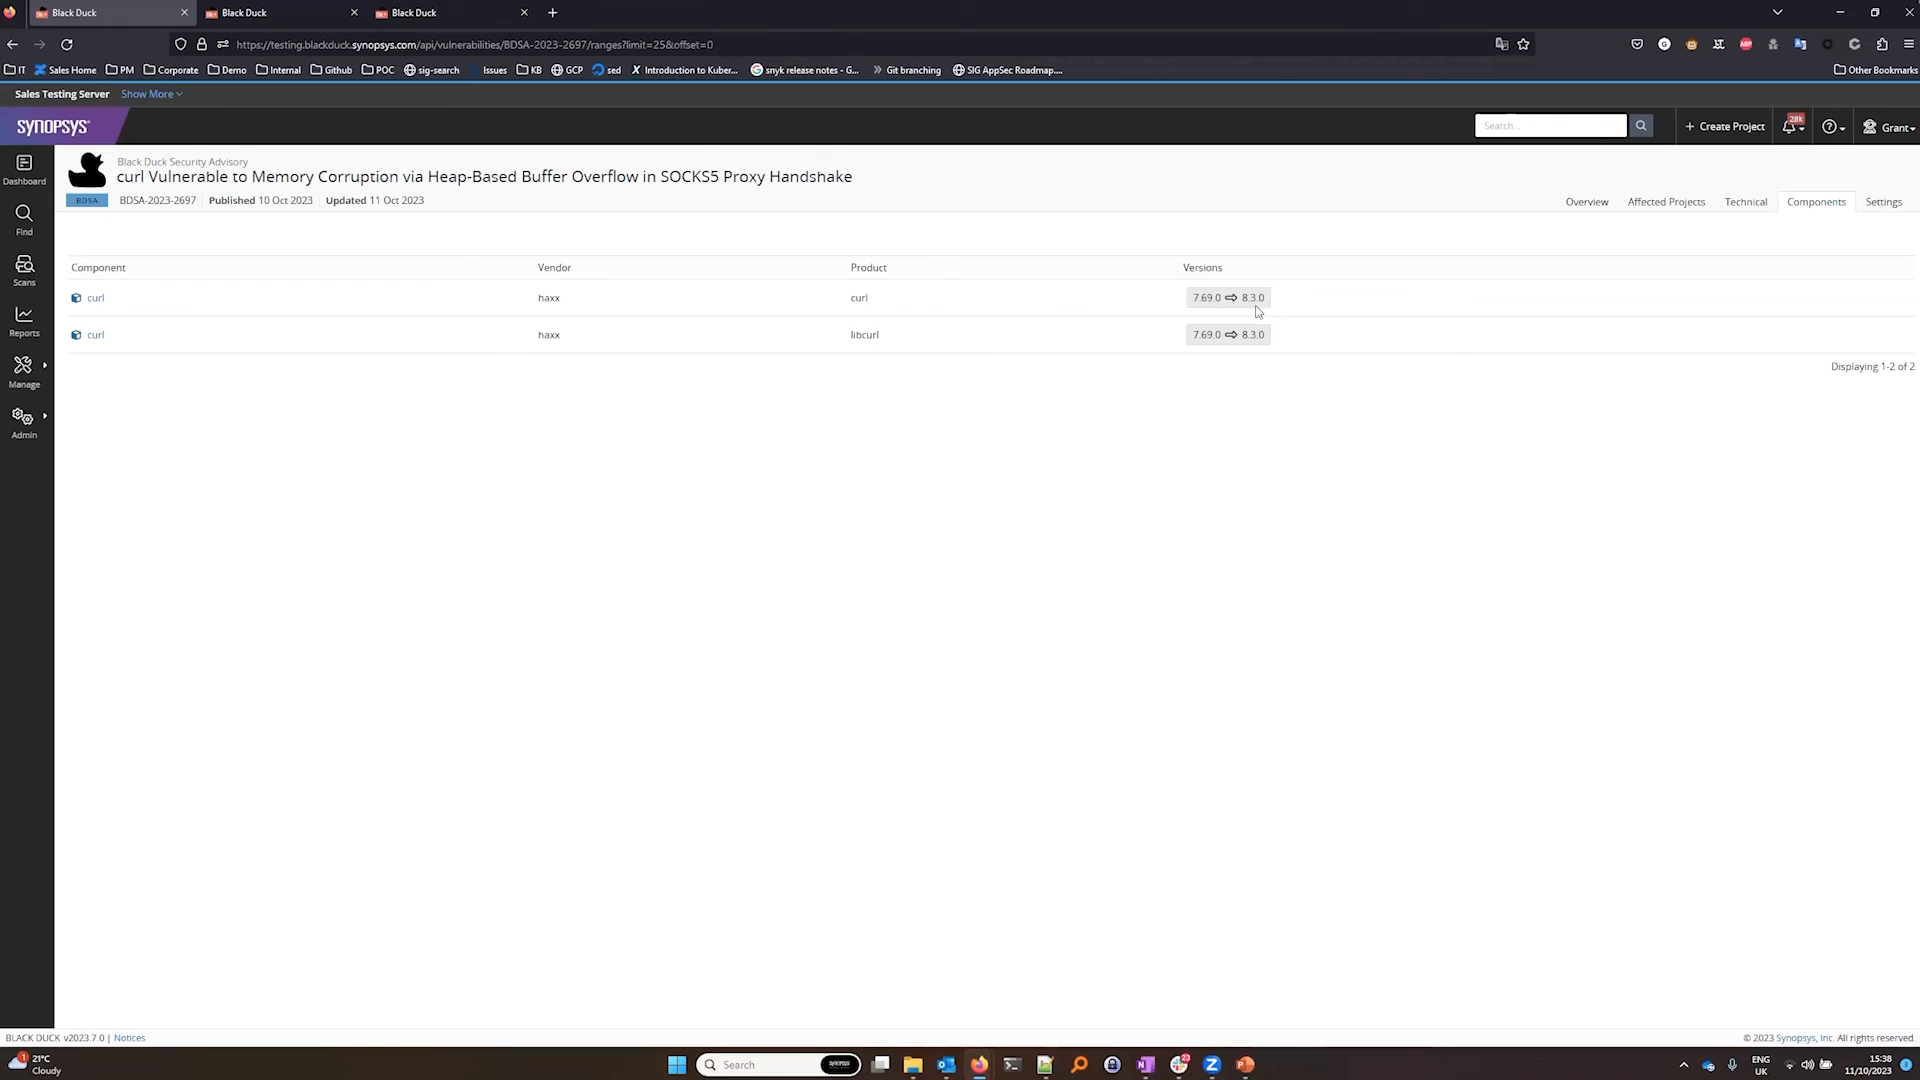 Black Duck
Black Duck
Black Duck
https://testing.blackduck.synopsys.com/api/vulnerabilities/BDSA-2023-2697/ranges?limit=25&offset=0
IT Sales Home PM Corporate Demo Internal Github POC sig-search Issues KB GCP sed Introduction to Kuber... snyk release notes - G... Git branching SIG AppSec Roadmap.... Other Bookmarks
Sales Testing Server Show More
SYNOPSYS® Search... + Create Project 28k Grant
Dashboard
Find
Scans
Reports
Manage
Admin
Black Duck Security Advisory
curl Vulnerable to Memory Corruption via Heap-Based Buffer Overflow in SOCKS5 Proxy Handshake
BDSA BDSA-2023-2697 Published 10 Oct 2023 Updated 11 Oct 2023
Overview Affected Projects Technical Components Settings
Component Vendor Product Versions
curl haxx curl 7.69.0 ⇨ 8.3.0
curl haxx libcurl 7.69.0 ⇨ 8.3.0
Displaying 1-2 of 2
BLACK DUCK v2023.7.0 | Notices
© 2023 Synopsys, Inc. All rights reserved.
1
21°C
Cloudy
Search SYNOPSYS
23
ENG
UK
15:38
11/10/2023
3